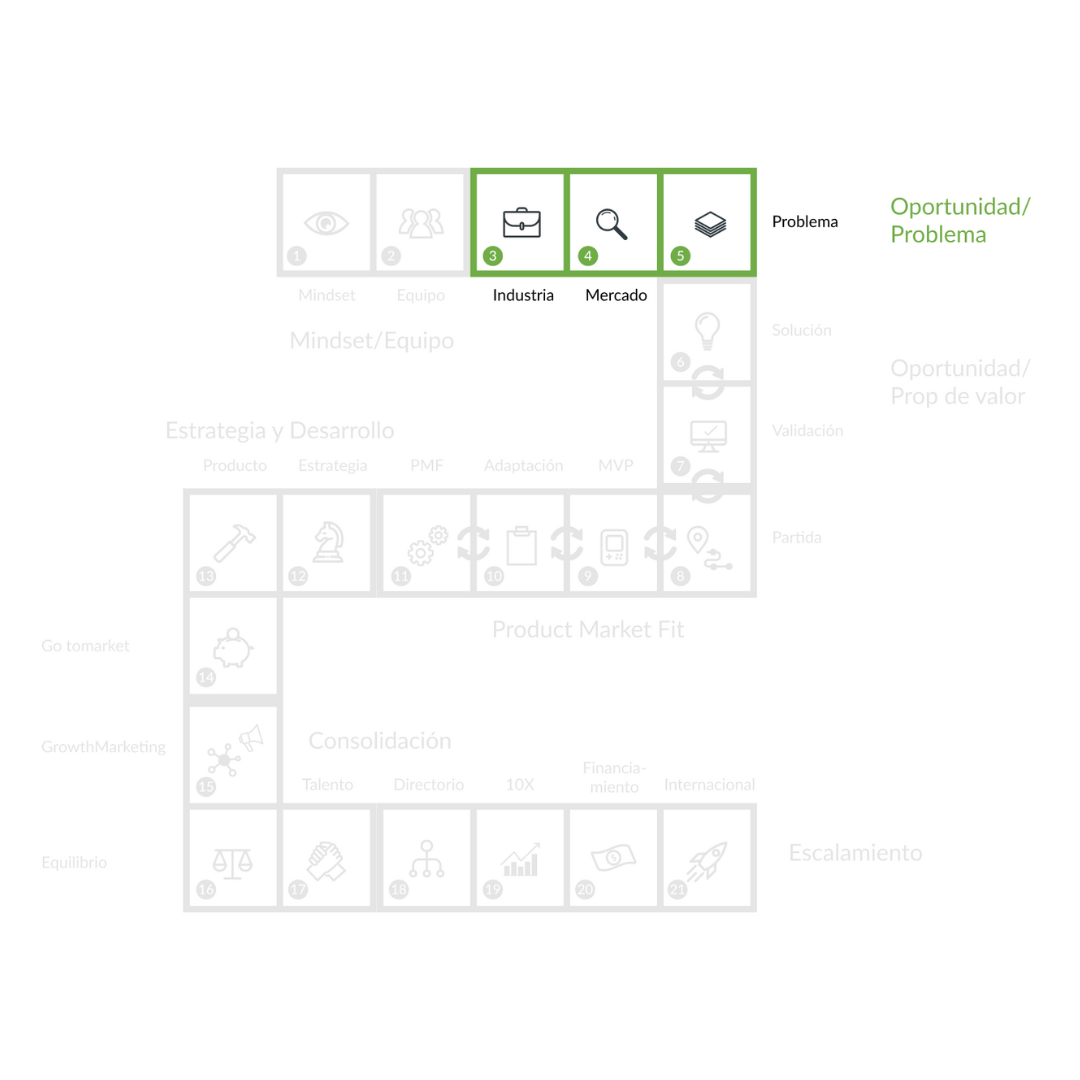 1
2
3
4
5
Problema
Oportunidad/
Problema
Mindset
Equipo
Industria
Mercado
Mindset/Equipo
6
Solución
Oportunidad/
Prop de valor
Estrategia y Desarrollo
7
Validación
Producto
Estrategia
PMF
Adaptación
MVP
13
12
11
10
9
8
Partida
Product Market Fit
14
Go tomarket
15
GrowthMarketing
Consolidación
Talento
Directorio
10X
Financia-
miento
Internacional
Equilibrio
16
17
18
19
20
21
Escalamiento